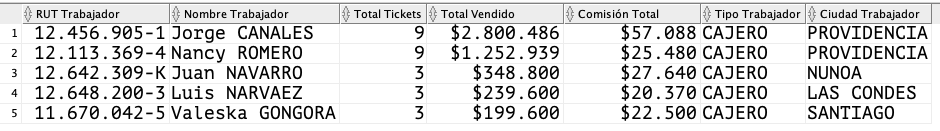 RUT Trabajador Nombre Trabajador Total Tickets Total Vendido Comisión Total Tipo Trabajador Ciudad Trabajador
1 12.456.905-1 Jorge CANALES 9 $2.800.486 $57.088 CAJERO PROVIDENCIA
2 12.113.369-4 Nancy ROMERO 9 $1.252.939 $25.480 CAJERO PROVIDENCIA
3 12.642.309-K Juan NAVARRO 3 $348.800 $27.640 CAJERO NUNOA
4 12.648.200-3 Luis NARVAEZ 3 $239.600 $20.370 CAJERO LAS CONDES
5 11.670.042-5 Valeska GONGORA 3 $199.600 $22.500 CAJERO SANTIAGO